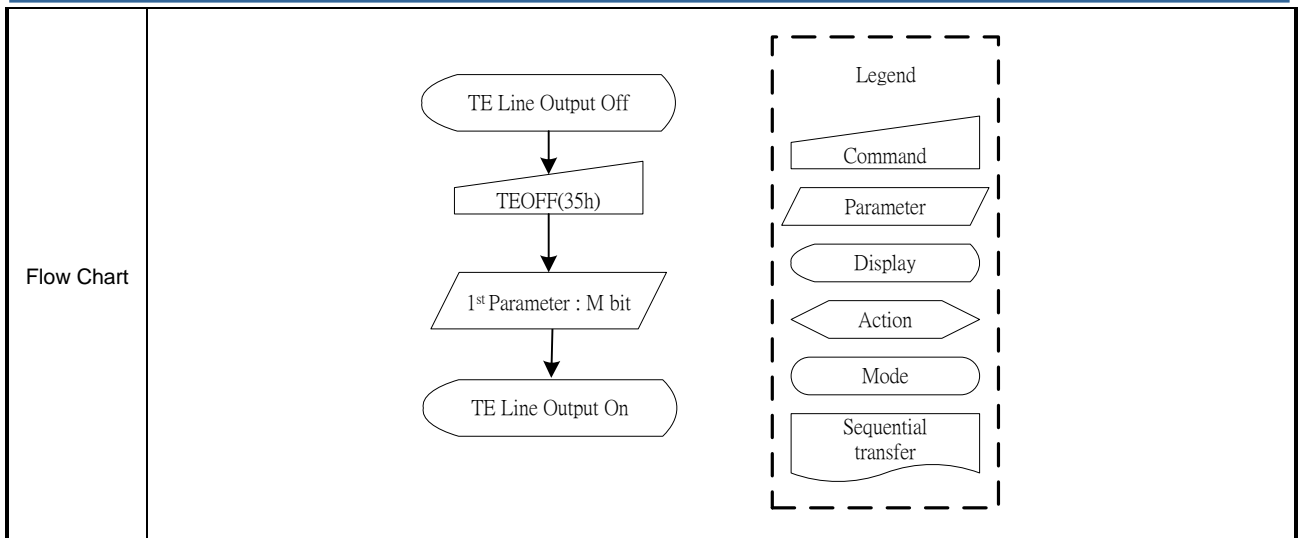 Flow Chart
TE Line Output Off
TEOFF(35h)
1st Parameter : M bit
TE Line Output On
Legend
Command
Parameter
Display
Action
Mode
Sequential
transfer